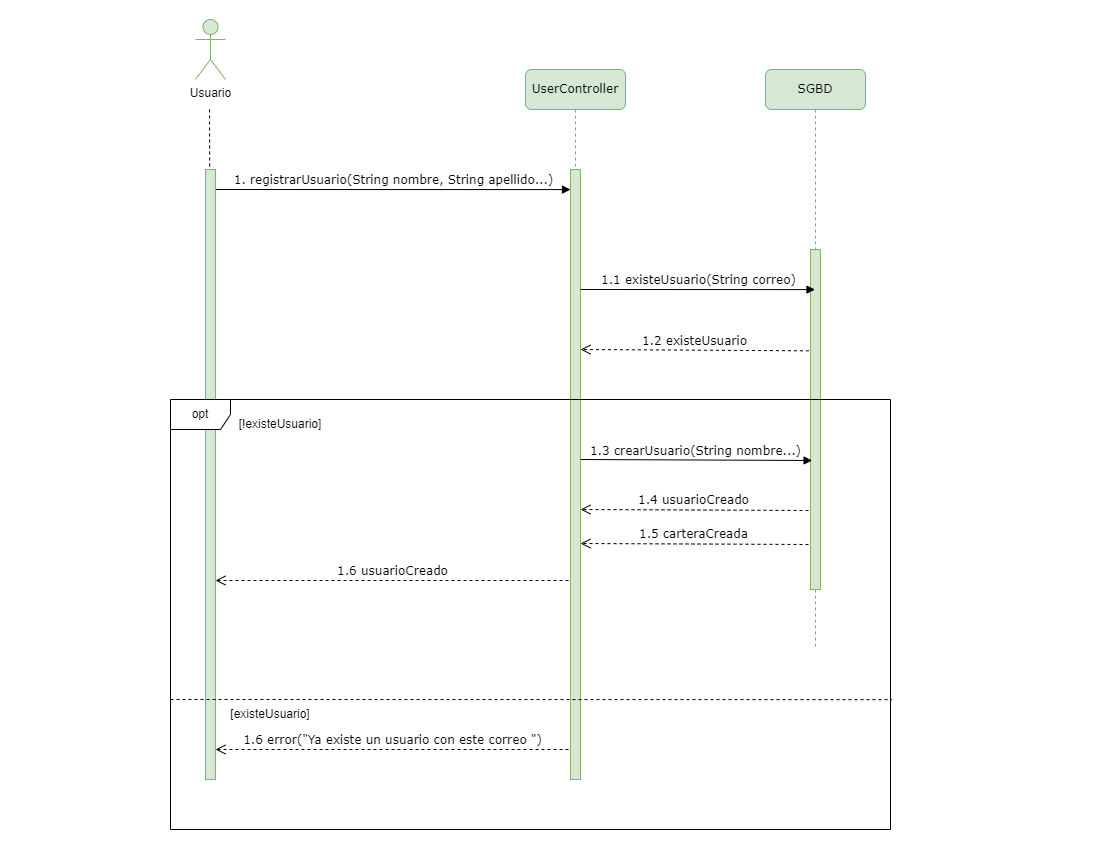 Usuario
UserController
SGBD
1. registrarUsuario(String nombre, String apellido...)
1.1 existeUsuario(String correo)
1.2 existeUsuario
opt
[!existeUsuario]
1.3 crearUsuario(String nombre...)
1.4 usuarioCreado
1.5 carteraCreada
1.6 usuarioCreado
[existeUsuario]
1.6 error("Ya existe un usuario con este correo ")